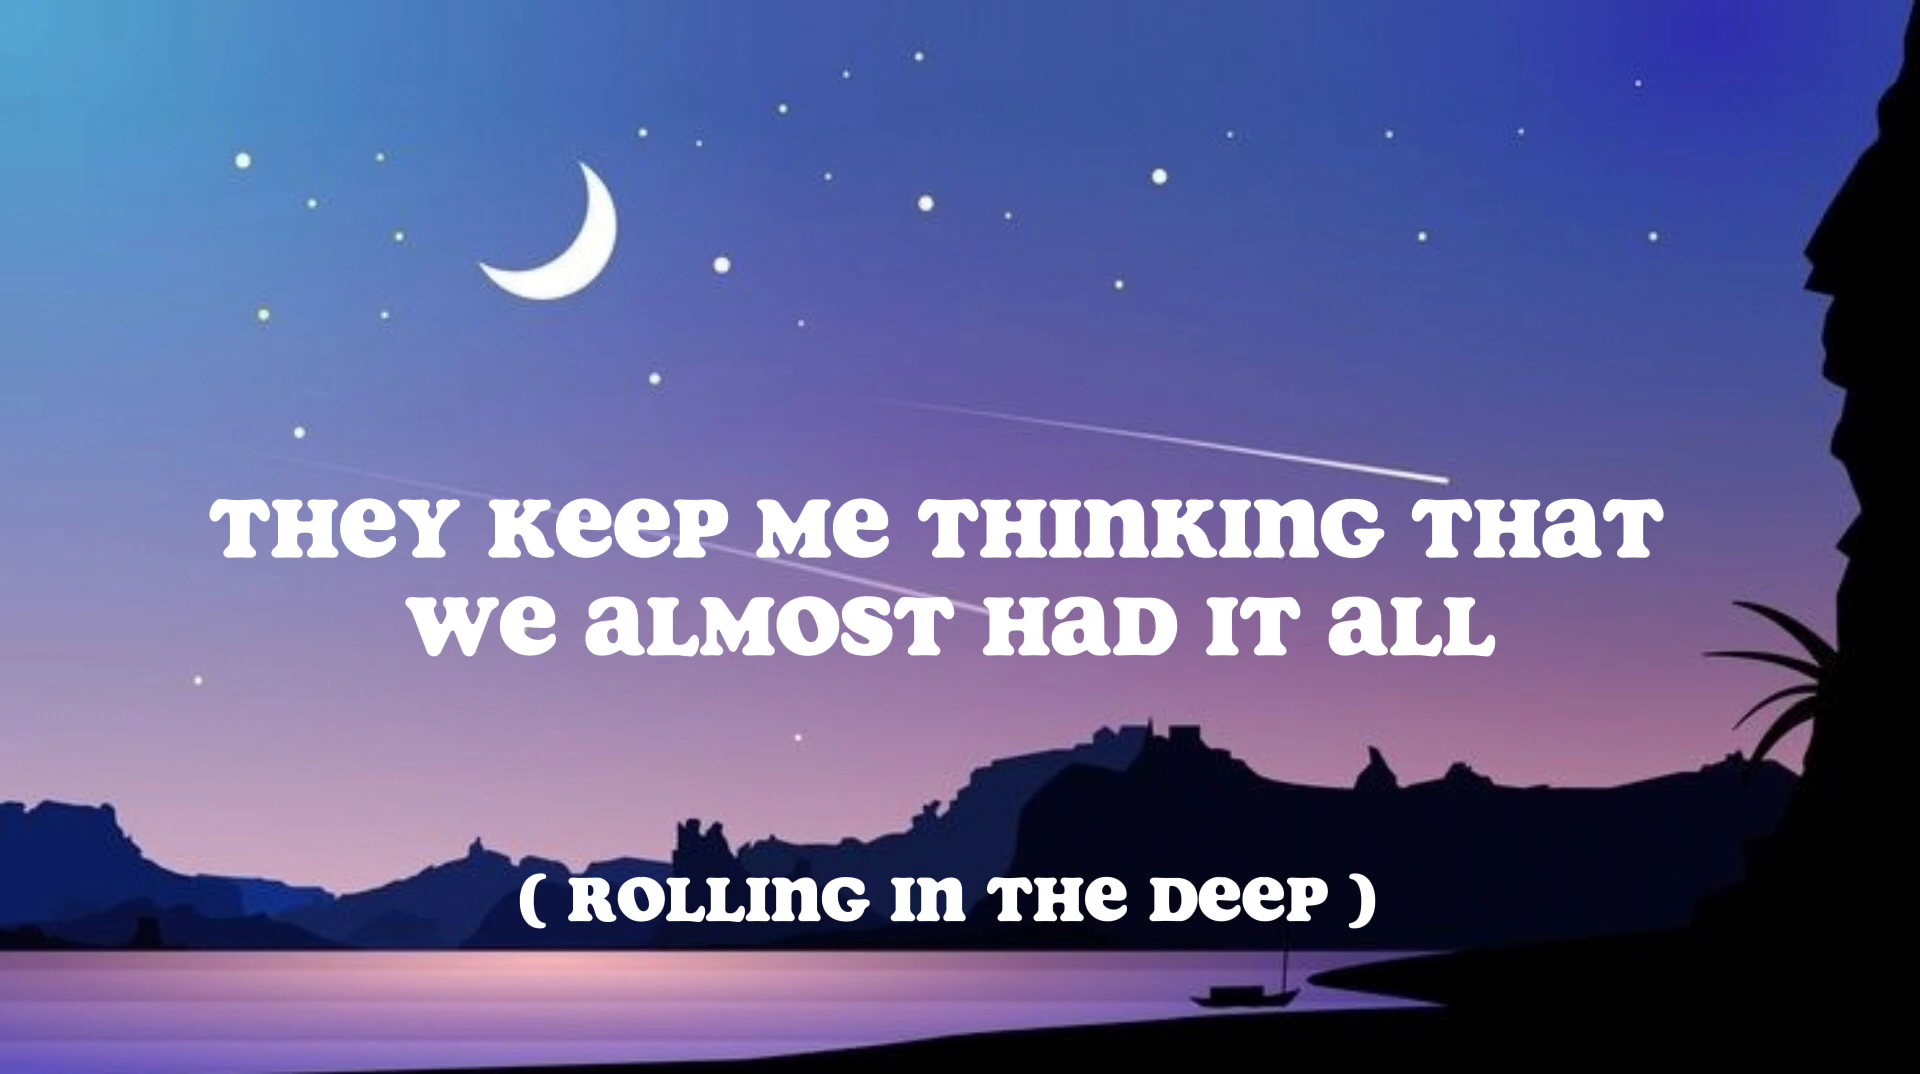 THEY KEEP ME THINKING THAT
WE ALMOST HAD IT ALL
( ROLLING IN THE DEEP )